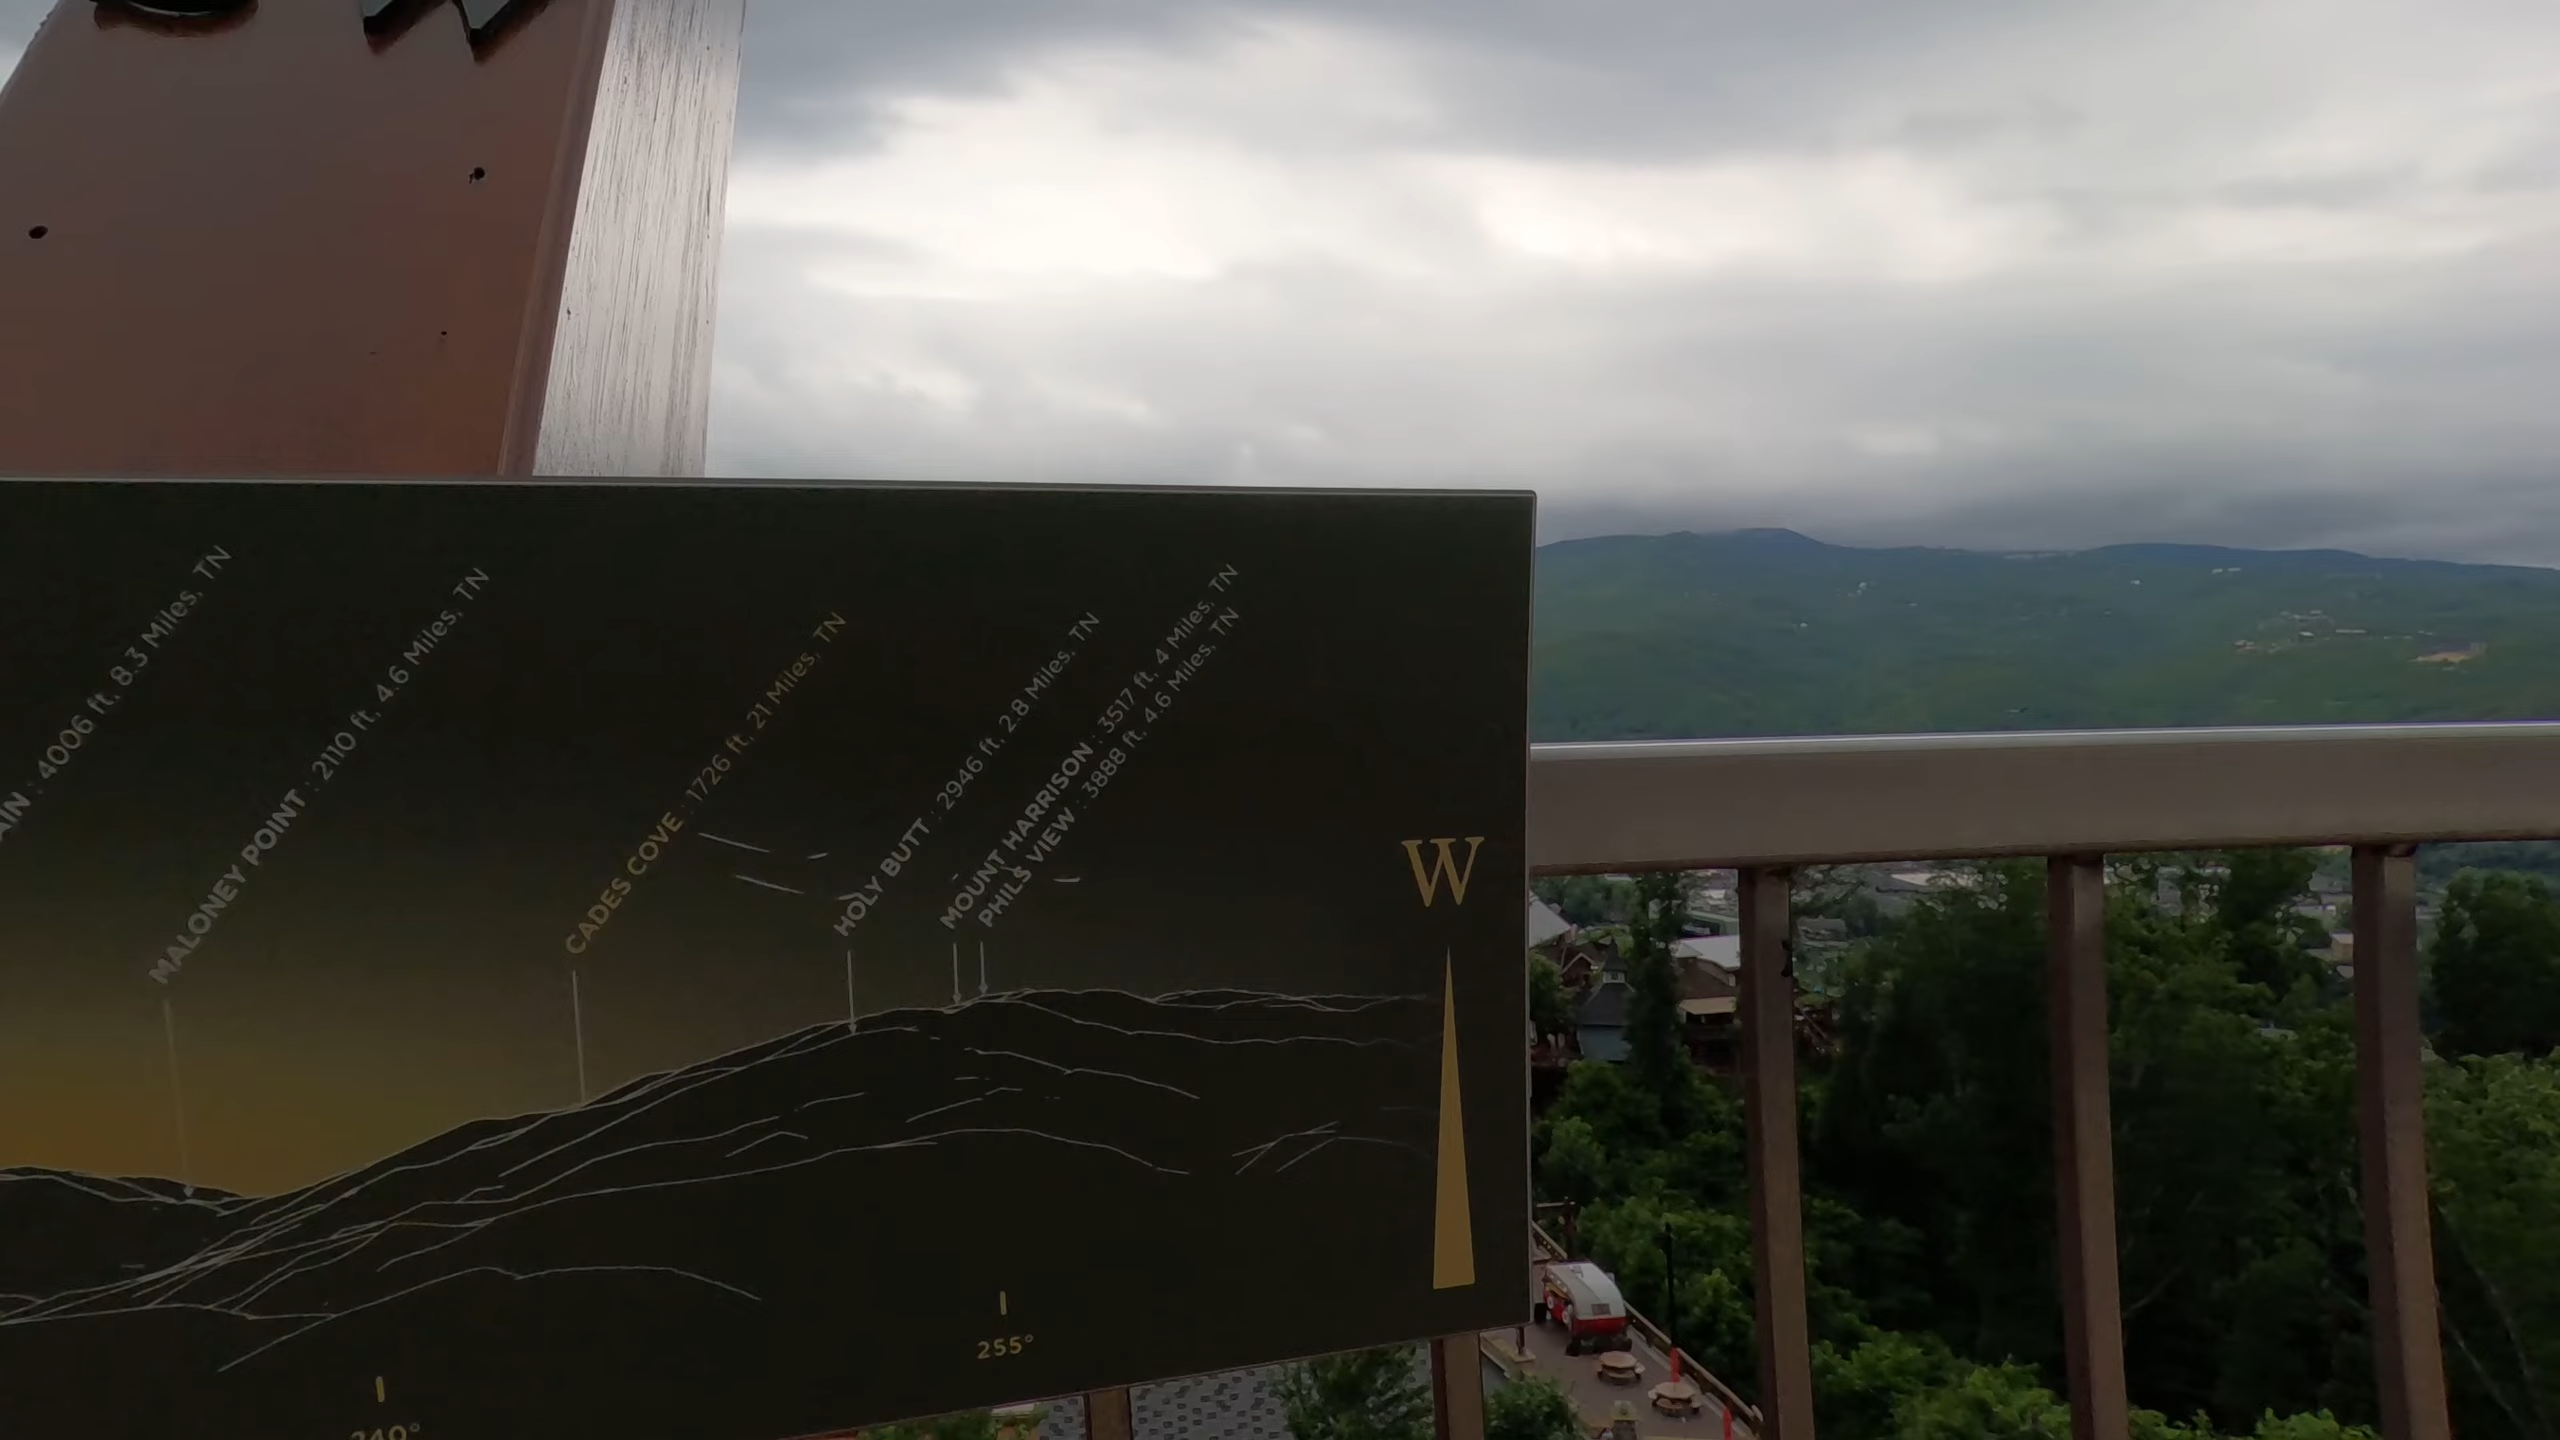 W
AIN : 4006 ft, 8.3 Miles, TN
MALONEY POINT : 2110 ft, 4.6 Miles, TN
CADES COVE : 1726 ft, 21 Miles, TN
HOLY BUTT : 2946 ft, 2.8 Miles, TN
MOUNT HARRISON : 3517 ft, 4 Miles, TN
PHILS VIEW : 3888 ft, 4.6 Miles, TN
W
255°
240°